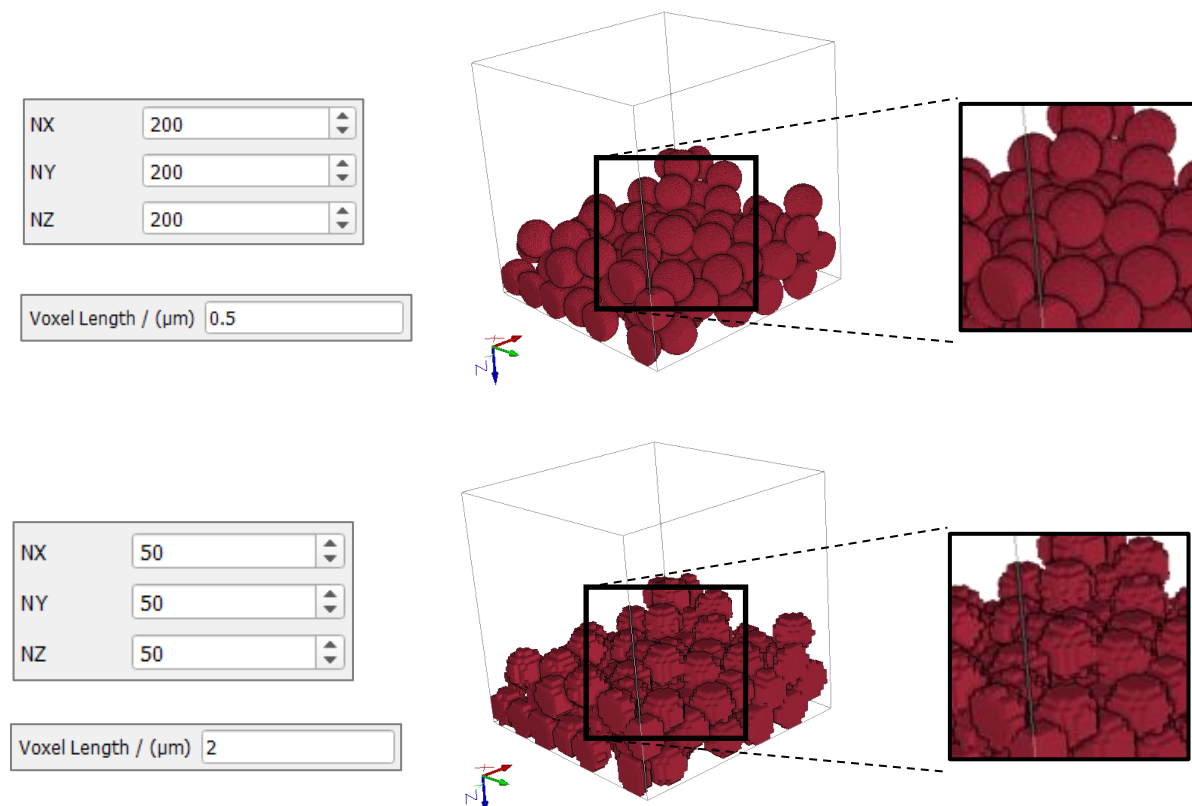 NX 200
NY 200
NZ 200
Voxel Length / (µm) 0.5
X
Z
NX 50
NY 50
NZ 50
Voxel Length / (µm) 2
X
Z